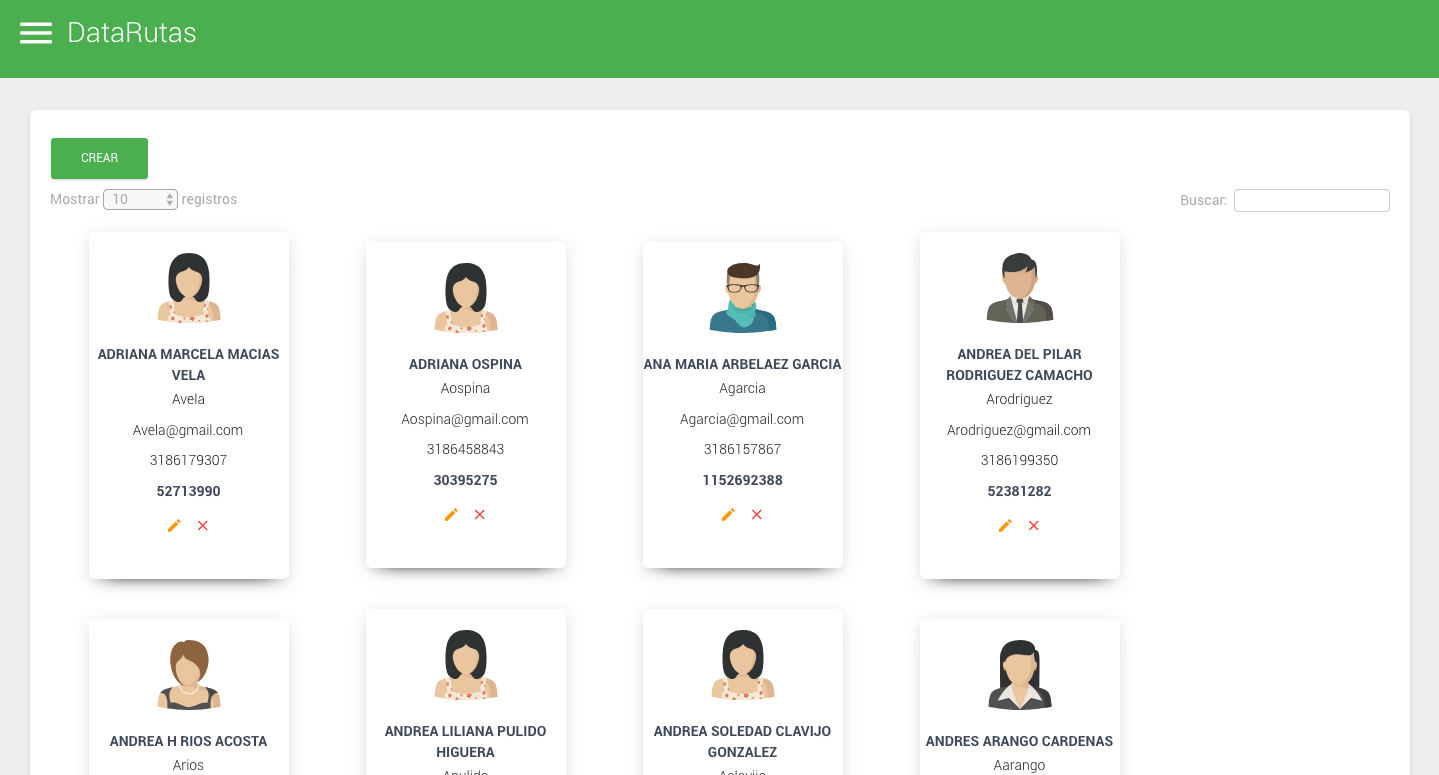 DataRutas
CREAR
Mostrar 10 registros
Buscar:
ADRIANA MARCELA MACIAS
VELA
Avela
Avela@gmail.com
3186179307
52713990
ADRIANA OSPINA
Aospina
Aospina@gmail.com
3186458843
30395275
ANA MARIA ARBELAEZ GARCIA
Agarcia
Agarcia@gmail.com
3186157867
1152692388
ANDREA DEL PILAR
RODRIGUEZ CAMACHO
Arodriguez
Arodriguez@gmail.com
3186199350
52381282
ANDREA H RIOS ACOSTA
Arios
ANDREA LILIANA PULIDO
HIGUERA
Apulido
ANDREA SOLEDAD CLAVIJO
GONZALEZ
Aclavijo
ANDRES ARANGO CARDENAS
Aarango